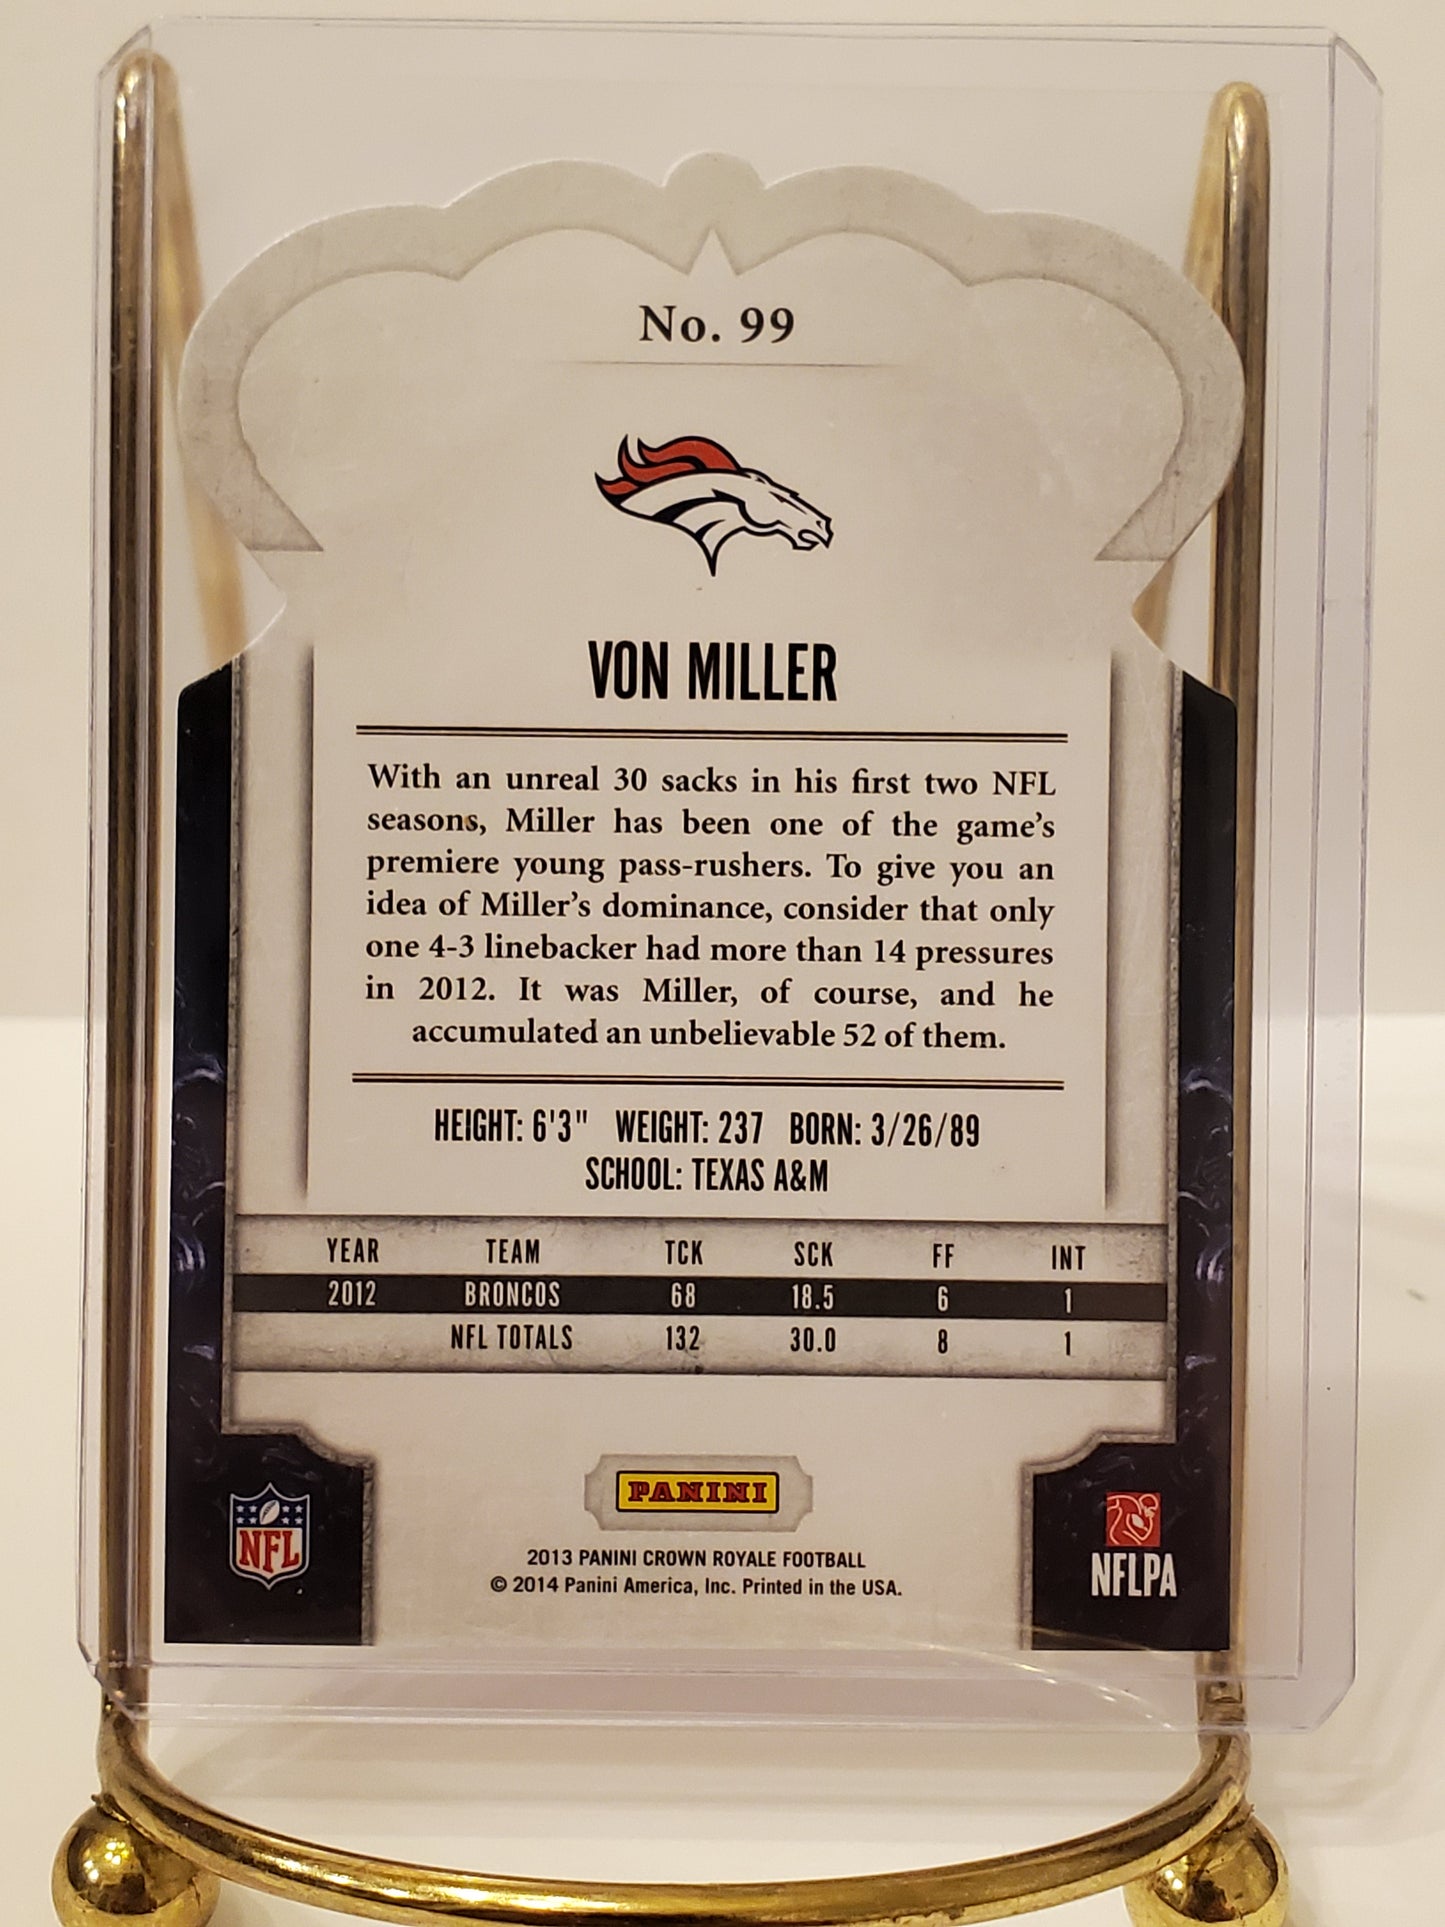 No. 99
VON MILLER
With an unreal 30 sacks in his first two NFL
seasons, Miller has been one of the game's
premiere young pass-rushers. To give you an
idea of Miller's dominance, consider that only
one 4-3 linebacker had more than 14 pressures
in 2012. It was Miller, of course, and he
accumulated an unbelievable 52 of them.
HEIGHT: 6'3" WEIGHT: 237 BORN: 3/26/89
SCHOOL: TEXAS A&M
YEAR TEAM TCK SCK FF INT
2012 BRONCOS 68 18.5 6 1
NFL TOTALS 132 30.0 8 1
PANINI
NFL
NFLPA
2013 PANINI CROWN ROYALE FOOTBALL
© 2014 Panini America, Inc. Printed in the USA.